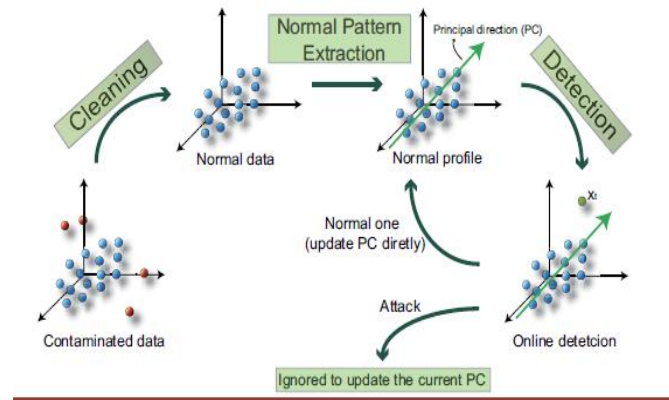 Cleaning
Normal Pattern
Extraction
Principal direction (PC)
Detection
Normal data
Normal profile
Contaminated data
Normal one
(update PC diretly)
Xt
Online detetcion
Attack
Ignored to update the current PC